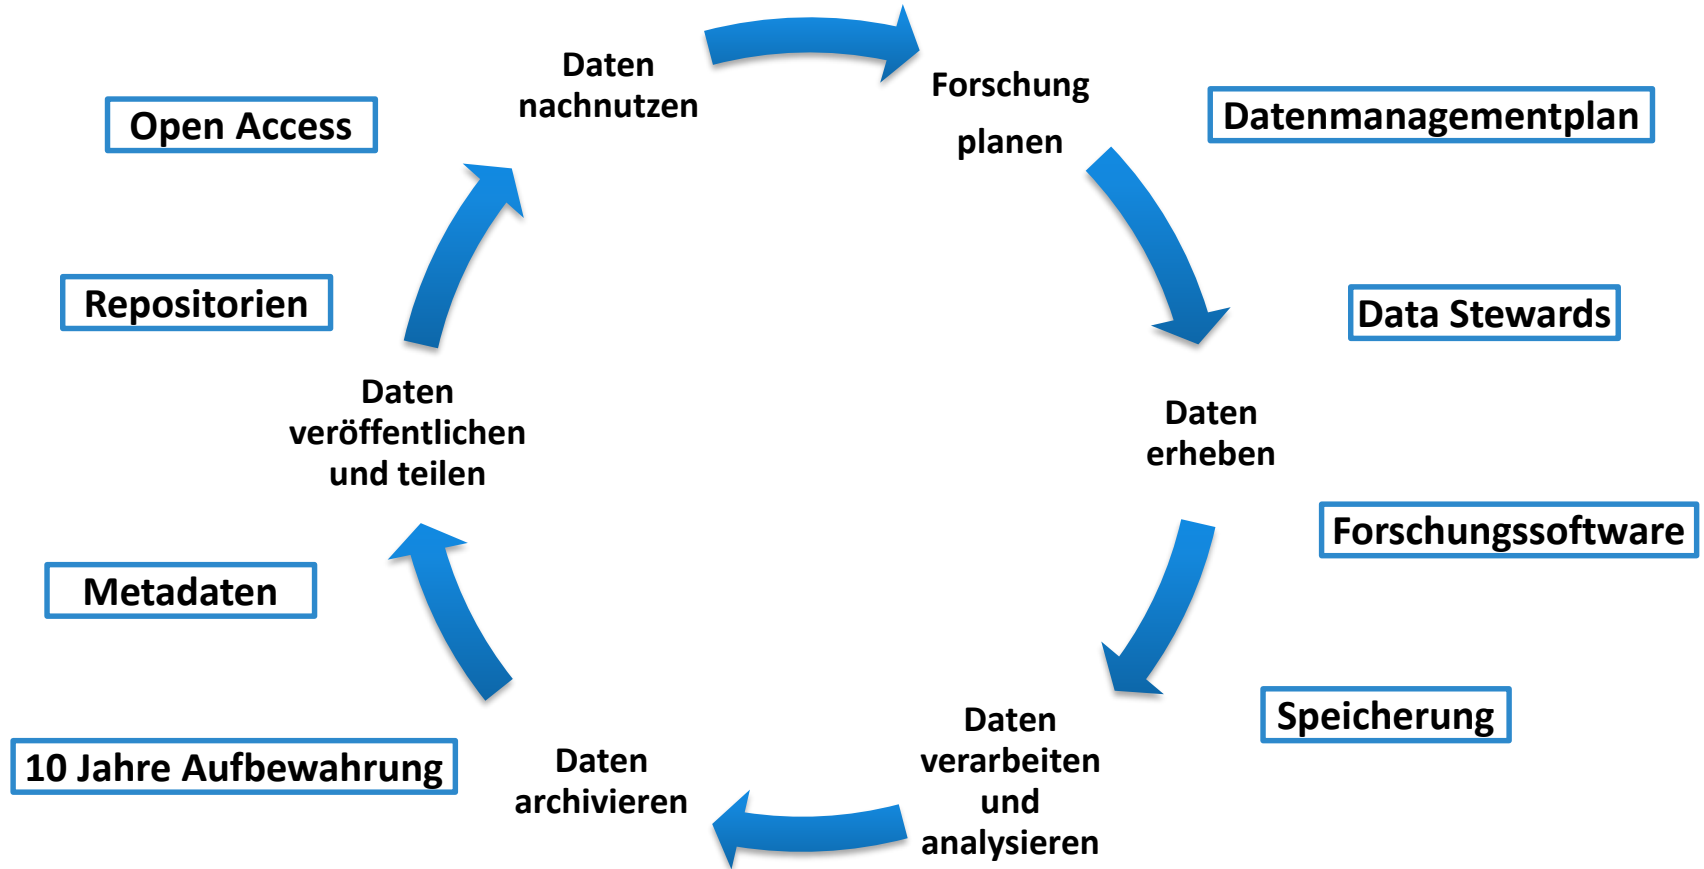 Daten
nachnutzen
Forschung
planen
Open Access
Datenmanagementplan
Repositorien
Data Stewards
Daten
veröffentlichen
und teilen
Daten
erheben
Forschungssoftware
Metadaten
Speicherung
Daten
verarbeiten
und
analysieren
Daten
archivieren
10 Jahre Aufbewahrung